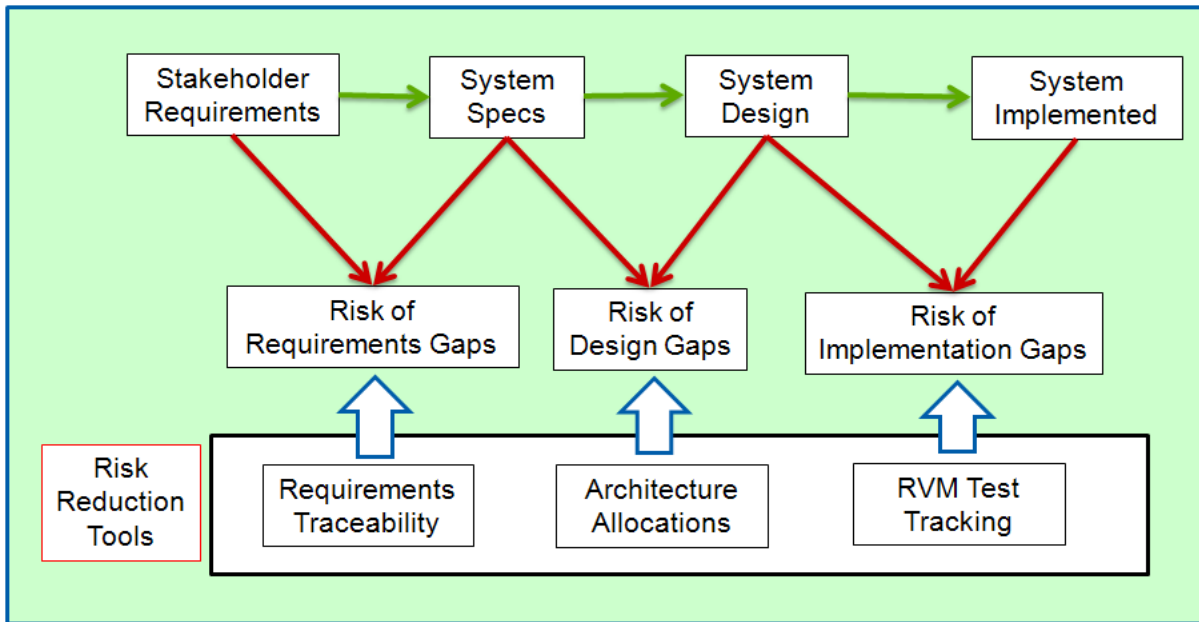 Stakeholder
Requirements
System
Specs
System
Design
System
Implemented
Risk of
Requirements Gaps
Risk of
Design Gaps
Risk of
Implementation Gaps
Risk
Reduction
Tools
Requirements
Traceability
Architecture
Allocations
RVM Test
Tracking